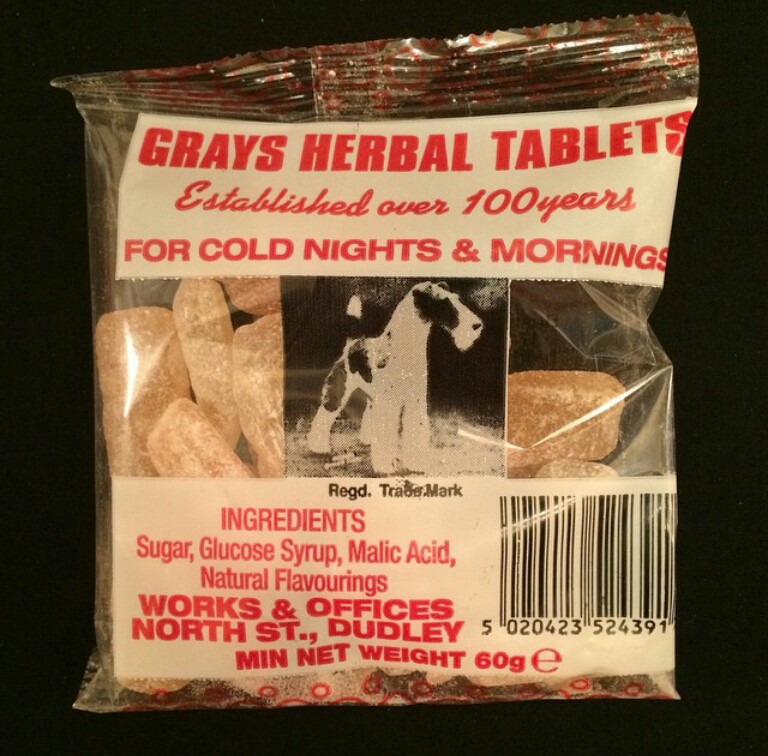 GRAYS HERBAL TABLETS
Established over 100years
FOR COLD NIGHTS & MORNINGS
Regd. Trade Mark
INGREDIENTS
Sugar, Glucose Syrup, Malic Acid,
Natural Flavourings
WORKS & OFFICES
NORTH ST., DUDLEY
MIN NET WEIGHT 60g ℮
5 020423 524391